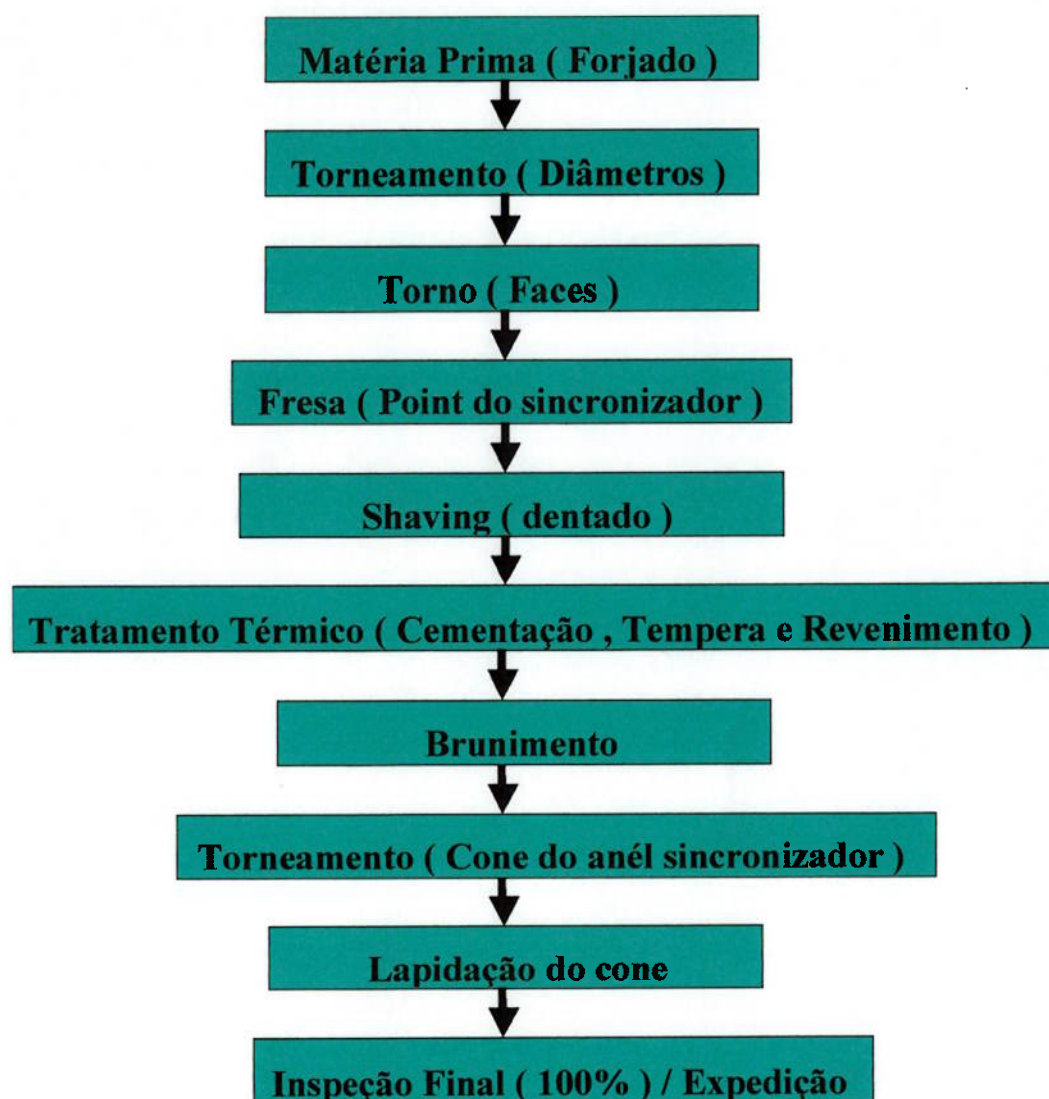 Matéria Prima ( Forjado )
Torneamento ( Diâmetros )
Torno ( Faces )
Fresa ( Point do sincronizador )
Shaving ( dentado )
Tratamento Térmico ( Cementação , Tempera e Revenimento )
Brunimento
Torneamento ( Cone do anél sincronizador )
Lapidação do cone
Inspeção Final ( 100% ) / Expedição